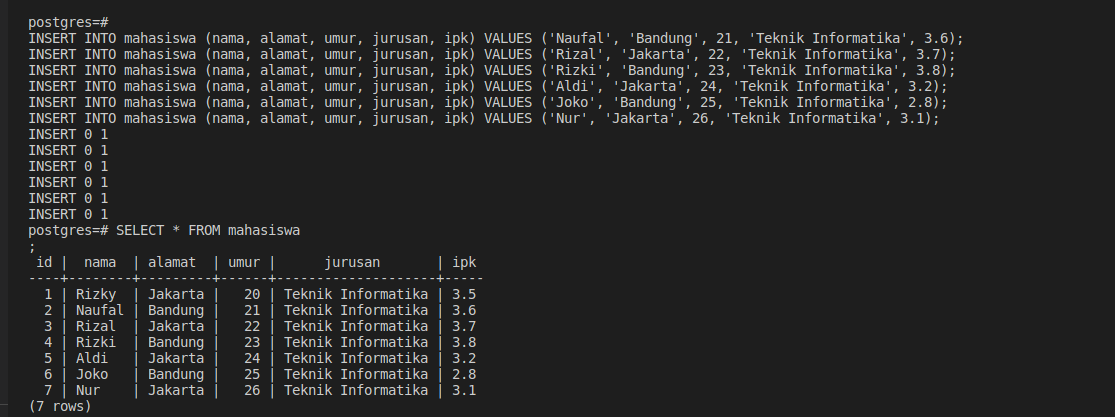 postgres=#
INSERT INTO mahasiswa (nama, alamat, umur, jurusan, ipk) VALUES ('Naufal', 'Bandung', 21, 'Teknik Informatika', 3.6);
INSERT INTO mahasiswa (nama, alamat, umur, jurusan, ipk) VALUES ('Rizal', 'Jakarta', 22, 'Teknik Informatika', 3.7);
INSERT INTO mahasiswa (nama, alamat, umur, jurusan, ipk) VALUES ('Rizki', 'Bandung', 23, 'Teknik Informatika', 3.8);
INSERT INTO mahasiswa (nama, alamat, umur, jurusan, ipk) VALUES ('Aldi', 'Jakarta', 24, 'Teknik Informatika', 3.2);
INSERT INTO mahasiswa (nama, alamat, umur, jurusan, ipk) VALUES ('Joko', 'Bandung', 25, 'Teknik Informatika', 2.8);
INSERT INTO mahasiswa (nama, alamat, umur, jurusan, ipk) VALUES ('Nur', 'Jakarta', 26, 'Teknik Informatika', 3.1);
INSERT 0 1
INSERT 0 1
INSERT 0 1
INSERT 0 1
INSERT 0 1
INSERT 0 1
postgres=# SELECT * FROM mahasiswa
;
 id |  nama  | alamat  | umur |      jurusan       | ipk
----+--------+---------+------+--------------------+-----
  1 | Rizky  | Jakarta |   20 | Teknik Informatika | 3.5
  2 | Naufal | Bandung |   21 | Teknik Informatika | 3.6
  3 | Rizal  | Jakarta |   22 | Teknik Informatika | 3.7
  4 | Rizki  | Bandung |   23 | Teknik Informatika | 3.8
  5 | Aldi   | Jakarta |   24 | Teknik Informatika | 3.2
  6 | Joko   | Bandung |   25 | Teknik Informatika | 2.8
  7 | Nur    | Jakarta |   26 | Teknik Informatika | 3.1
(7 rows)